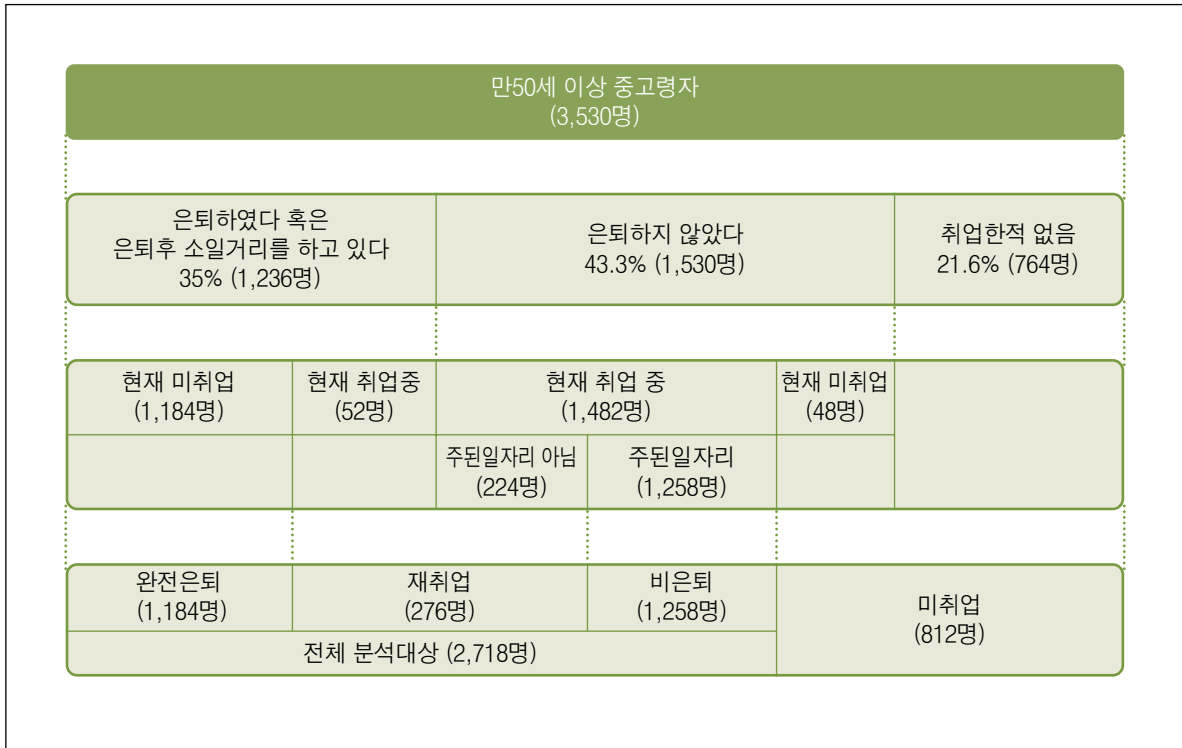 만50세 이상 중고령자
(3,530명)
은퇴하였다 혹은
은퇴후 소일거리를 하고 있다
35% (1,236명)
은퇴하지 않았다
43.3% (1,530명)
취업한적 없음
21.6% (764명)
현재 미취업
(1,184명)
현재 취업중
(52명)
현재 취업 중
(1,482명)
현재 미취업
(48명)
주된일자리 아님
(224명)
주된일자리
(1,258명)
완전은퇴
(1,184명)
재취업
(276명)
비은퇴
(1,258명)
미취업
(812명)
전체 분석대상 (2,718명)